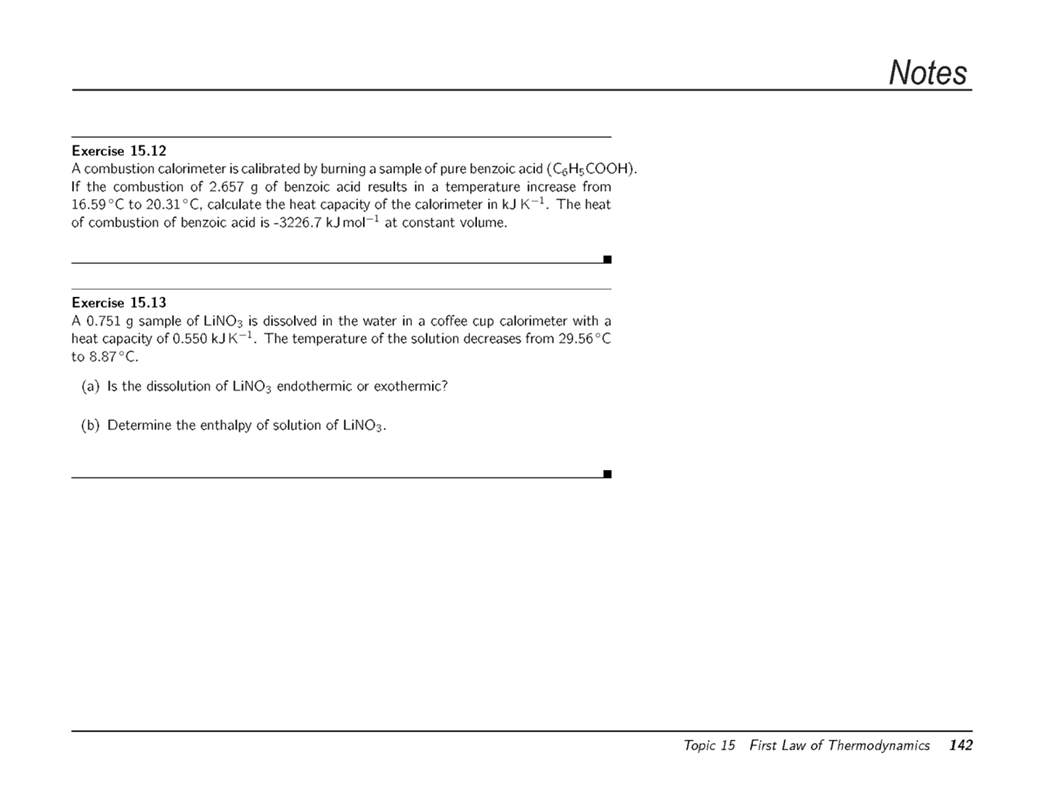 Notes
Exercise 15.12
A combustion calorimeter is calibrated by burning a sample of pure benzoic acid (C₆H₅COOH).
If the combustion of 2.657 g of benzoic acid results in a temperature increase from
16.59 °C to 20.31 °C, calculate the heat capacity of the calorimeter in kJ K⁻¹. The heat
of combustion of benzoic acid is -3226.7 kJ mol⁻¹ at constant volume.
Exercise 15.13
A 0.751 g sample of LiNO₃ is dissolved in the water in a coffee cup calorimeter with a
heat capacity of 0.550 kJ K⁻¹. The temperature of the solution decreases from 29.56 °C
to 8.87 °C.
(a) Is the dissolution of LiNO₃ endothermic or exothermic?
(b) Determine the enthalpy of solution of LiNO₃.
Topic 15 First Law of Thermodynamics 142